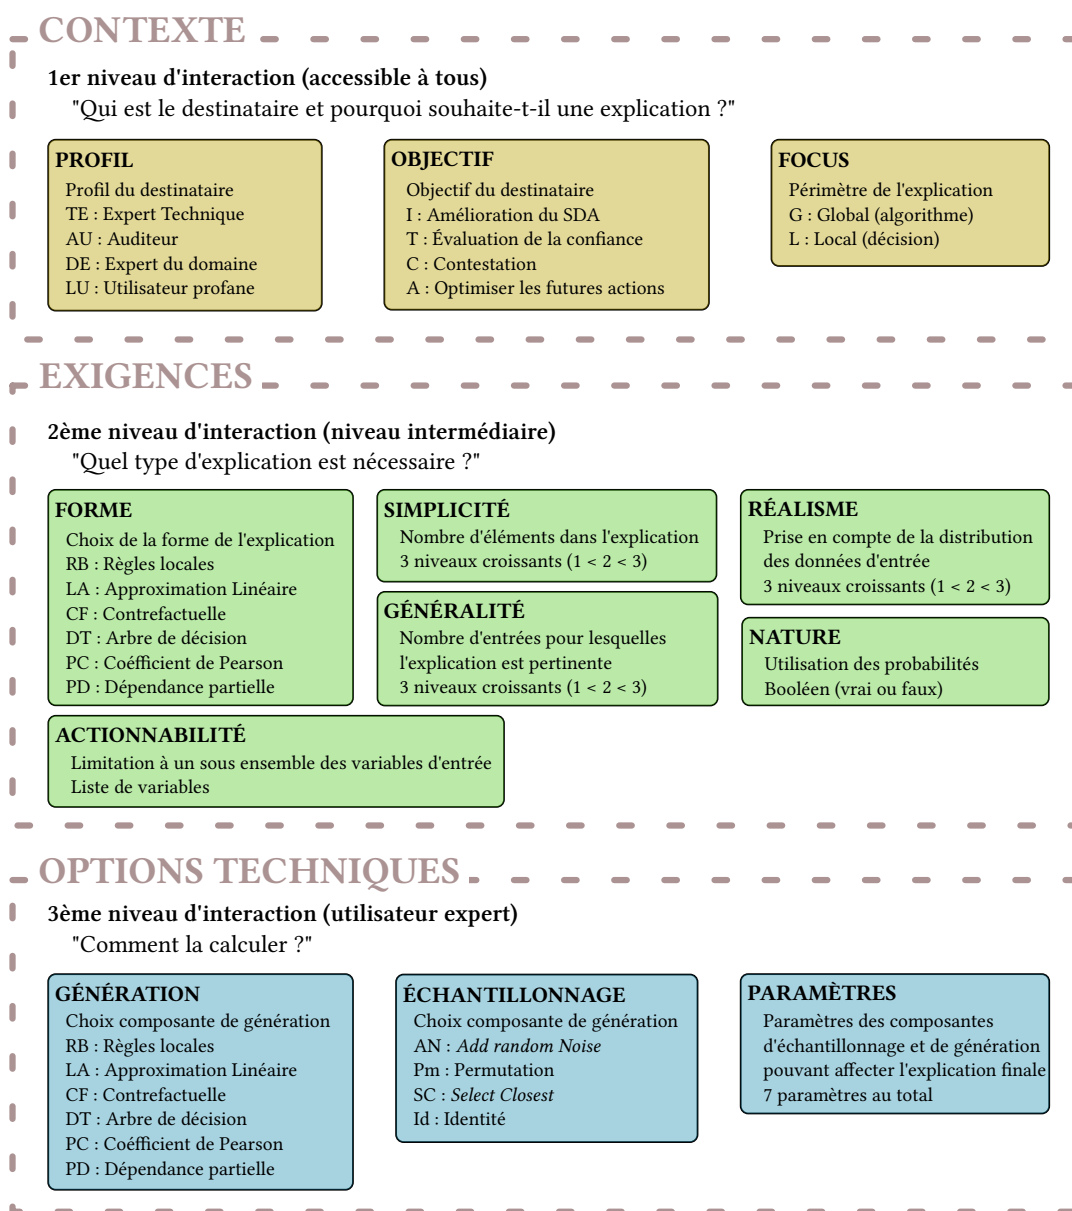 CONTEXTE
1er niveau d'interaction (accessible à tous)
"Qui est le destinataire et pourquoi souhaite-t-il une explication ?"
PROFIL
Profil du destinataire
TE : Expert Technique
AU : Auditeur
DE : Expert du domaine
LU : Utilisateur profane
OBJECTIF
Objectif du destinataire
I : Amélioration du SDA
T : Évaluation de la confiance
C : Contestation
A : Optimiser les futures actions
FOCUS
Périmètre de l'explication
G : Global (algorithme)
L : Local (décision)
EXIGENCES
2ème niveau d'interaction (niveau intermédiaire)
"Quel type d'explication est nécessaire ?"
FORME
Choix de la forme de l'explication
RB : Règles locales
LA : Approximation Linéaire
CF : Contrefactuelle
DT : Arbre de décision
PC : Coéfficient de Pearson
PD : Dépendance partielle
SIMPLICITÉ
Nombre d'éléments dans l'explication
3 niveaux croissants (1 < 2 < 3)
GÉNÉRALITÉ
Nombre d'entrées pour lesquelles
l'explication est pertinente
3 niveaux croissants (1 < 2 < 3)
RÉALISME
Prise en compte de la distribution
des données d'entrée
3 niveaux croissants (1 < 2 < 3)
NATURE
Utilisation des probabilités
Booléen (vrai ou faux)
ACTIONNABILITÉ
Limitation à un sous ensemble des variables d'entrée
Liste de variables
OPTIONS TECHNIQUES
3ème niveau d'interaction (utilisateur expert)
"Comment la calculer ?"
GÉNÉRATION
Choix composante de génération
RB : Règles locales
LA : Approximation Linéaire
CF : Contrefactuelle
DT : Arbre de décision
PC : Coéfficient de Pearson
PD : Dépendance partielle
ÉCHANTILLONNAGE
Choix composante de génération
AN : Add random Noise
Pm : Permutation
SC : Select Closest
Id : Identité
PARAMÈTRES
Paramètres des composantes
d'échantillonnage et de génération
pouvant affecter l'explication finale
7 paramètres au total